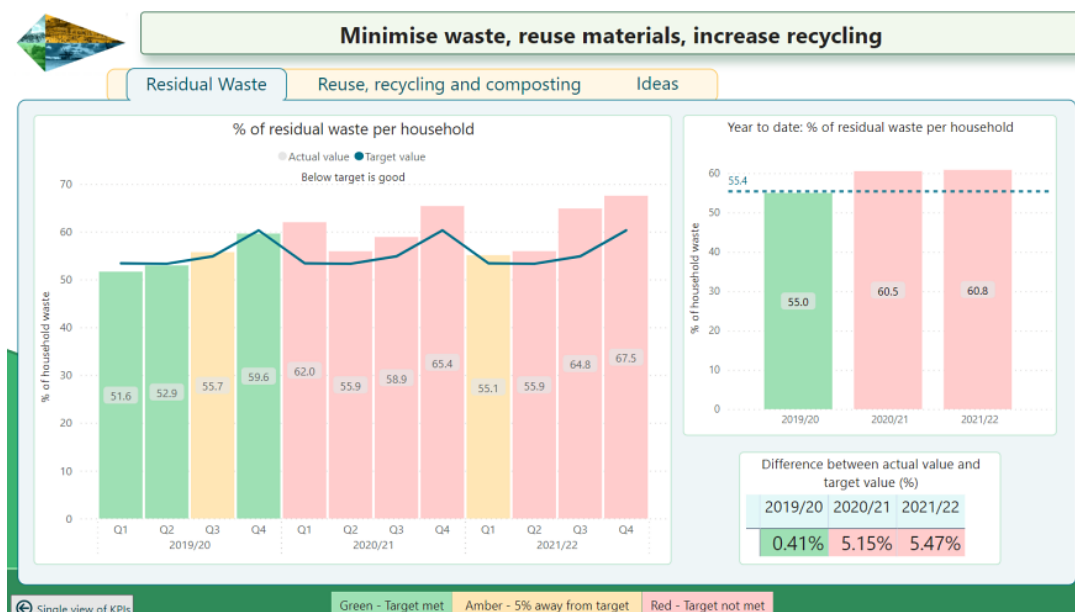 Minimise waste, reuse materials, increase recycling
Residual Waste
Reuse, recycling and composting
Ideas
% of residual waste per household
Actual value
Target value
Below target is good
% of household waste
70
60
50
40
30
20
10
0
51.6
52.9
55.7
59.6
62.0
55.9
58.9
65.4
55.1
55.9
64.8
67.5
Q1 Q2 Q3 Q4 Q1 Q2 Q3 Q4 Q1 Q2 Q3 Q4
2019/20 2020/21 2021/22
Year to date: % of residual waste per household
% of household waste
60
50
40
30
20
10
0
55.4
55.0
60.5
60.8
2019/20 2020/21 2021/22
Difference between actual value and
target value (%)
2019/20 2020/21 2021/22
0.41% 5.15% 5.47%
Single view of KPIs
Green - Target met
Amber - 5% away from target
Red - Target not met